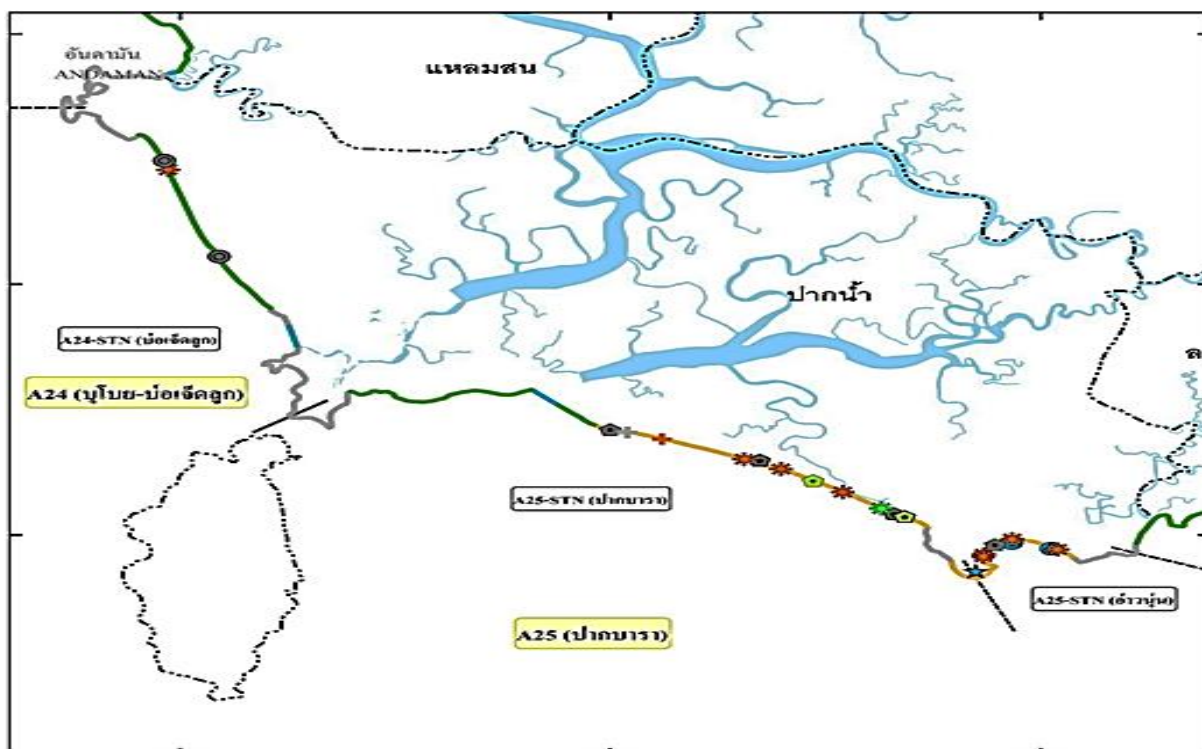 อันดามัน
ANDAMAN
แหลมสน
ปากน้ำ
A24-STN (บ่อเจ็ดลูก)
A24 (บุโบย-บ่อเจ็ดลูก)
A25-STN (ปากบารา)
A25-STN (อ่าวนุ่น)
A25 (ปากบารา)